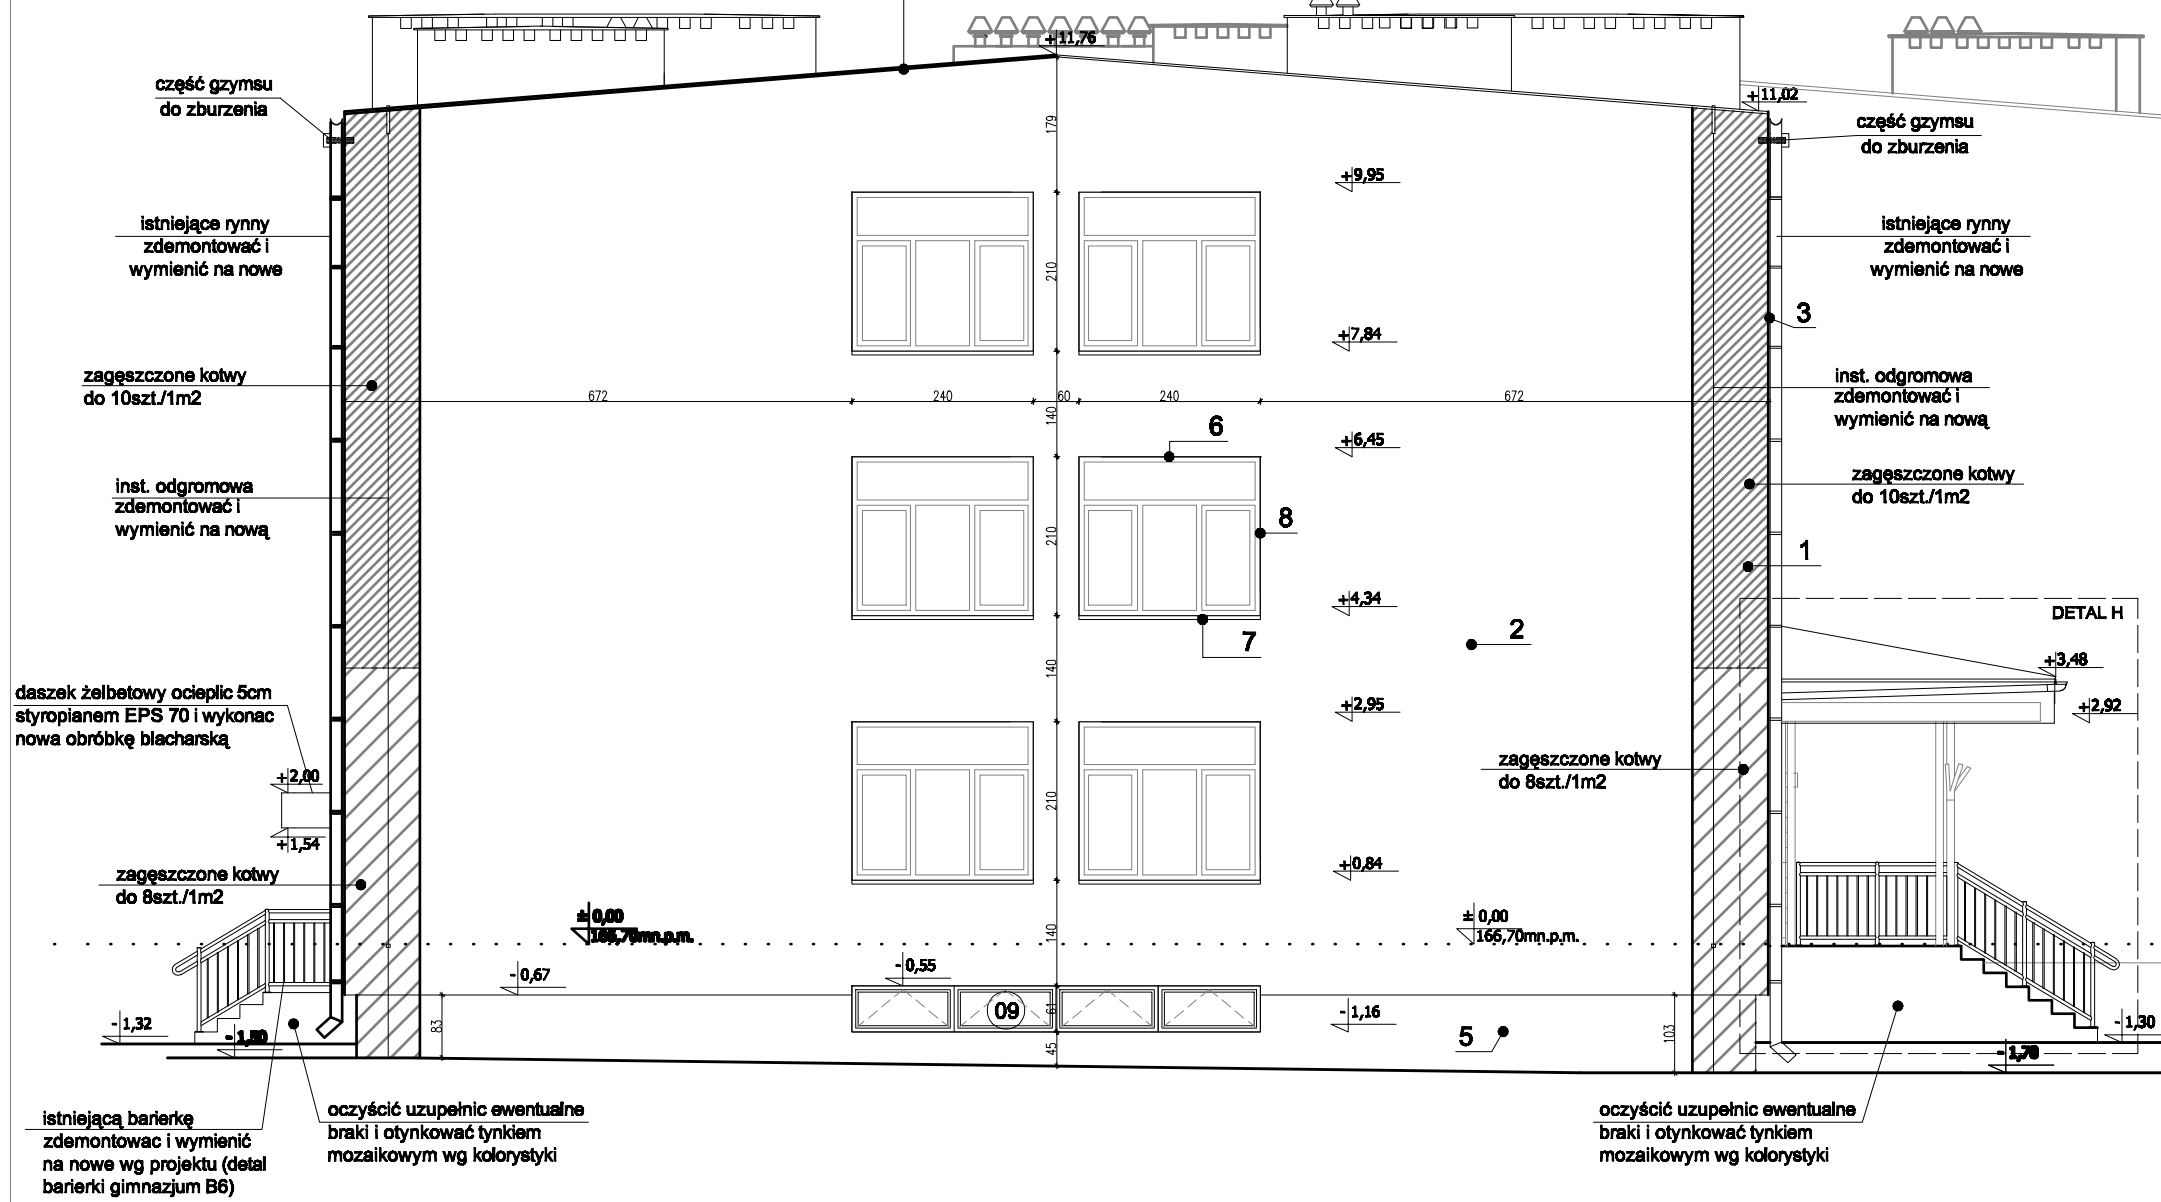 +11,76
część gzymsu
do zburzenia
+11,02
część gzymsu
do zburzenia
179
+9,95
istniejące rynny
zdemontować i
wymienić na nowe
istniejące rynny
zdemontować i
wymienić na nowe
210
3
+7,84
zagęszczone kotwy
do 10szt./1m2
inst. odgromowa
zdemontować i
wymienić na nową
672
240
60
240
672
140
6
+6,45
zagęszczone kotwy
do 10szt./1m2
inst. odgromowa
zdemontować i
wymienić na nową
8
210
1
+4,34
DETAL H
2
7
140
+3,48
daszek żelbetowy ocieplic 5cm
styropianem EPS 70 i wykonac
nowa obróbkę blacharską
+2,95
+2,92
zagęszczone kotwy
do 8szt./1m2
+2,00
210
+1,54
+0,84
zagęszczone kotwy
do 8szt./1m2
± 0,00
166,70mn.p.m.
± 0,00
166,70mn.p.m.
140
- 0,67
- 0,55
09
61
- 1,16
5
83
45
103
- 1,32
- 1,50
- 1,30
istniejącą barierkę
zdemontowac i wymienić
na nowe wg projektu (detal
barierki gimnazjum B6)
oczyścić uzupełnic ewentualne
braki i otynkować tynkiem
mozaikowym wg kolorystyki
oczyścić uzupełnic ewentualne
braki i otynkować tynkiem
mozaikowym wg kolorystyki